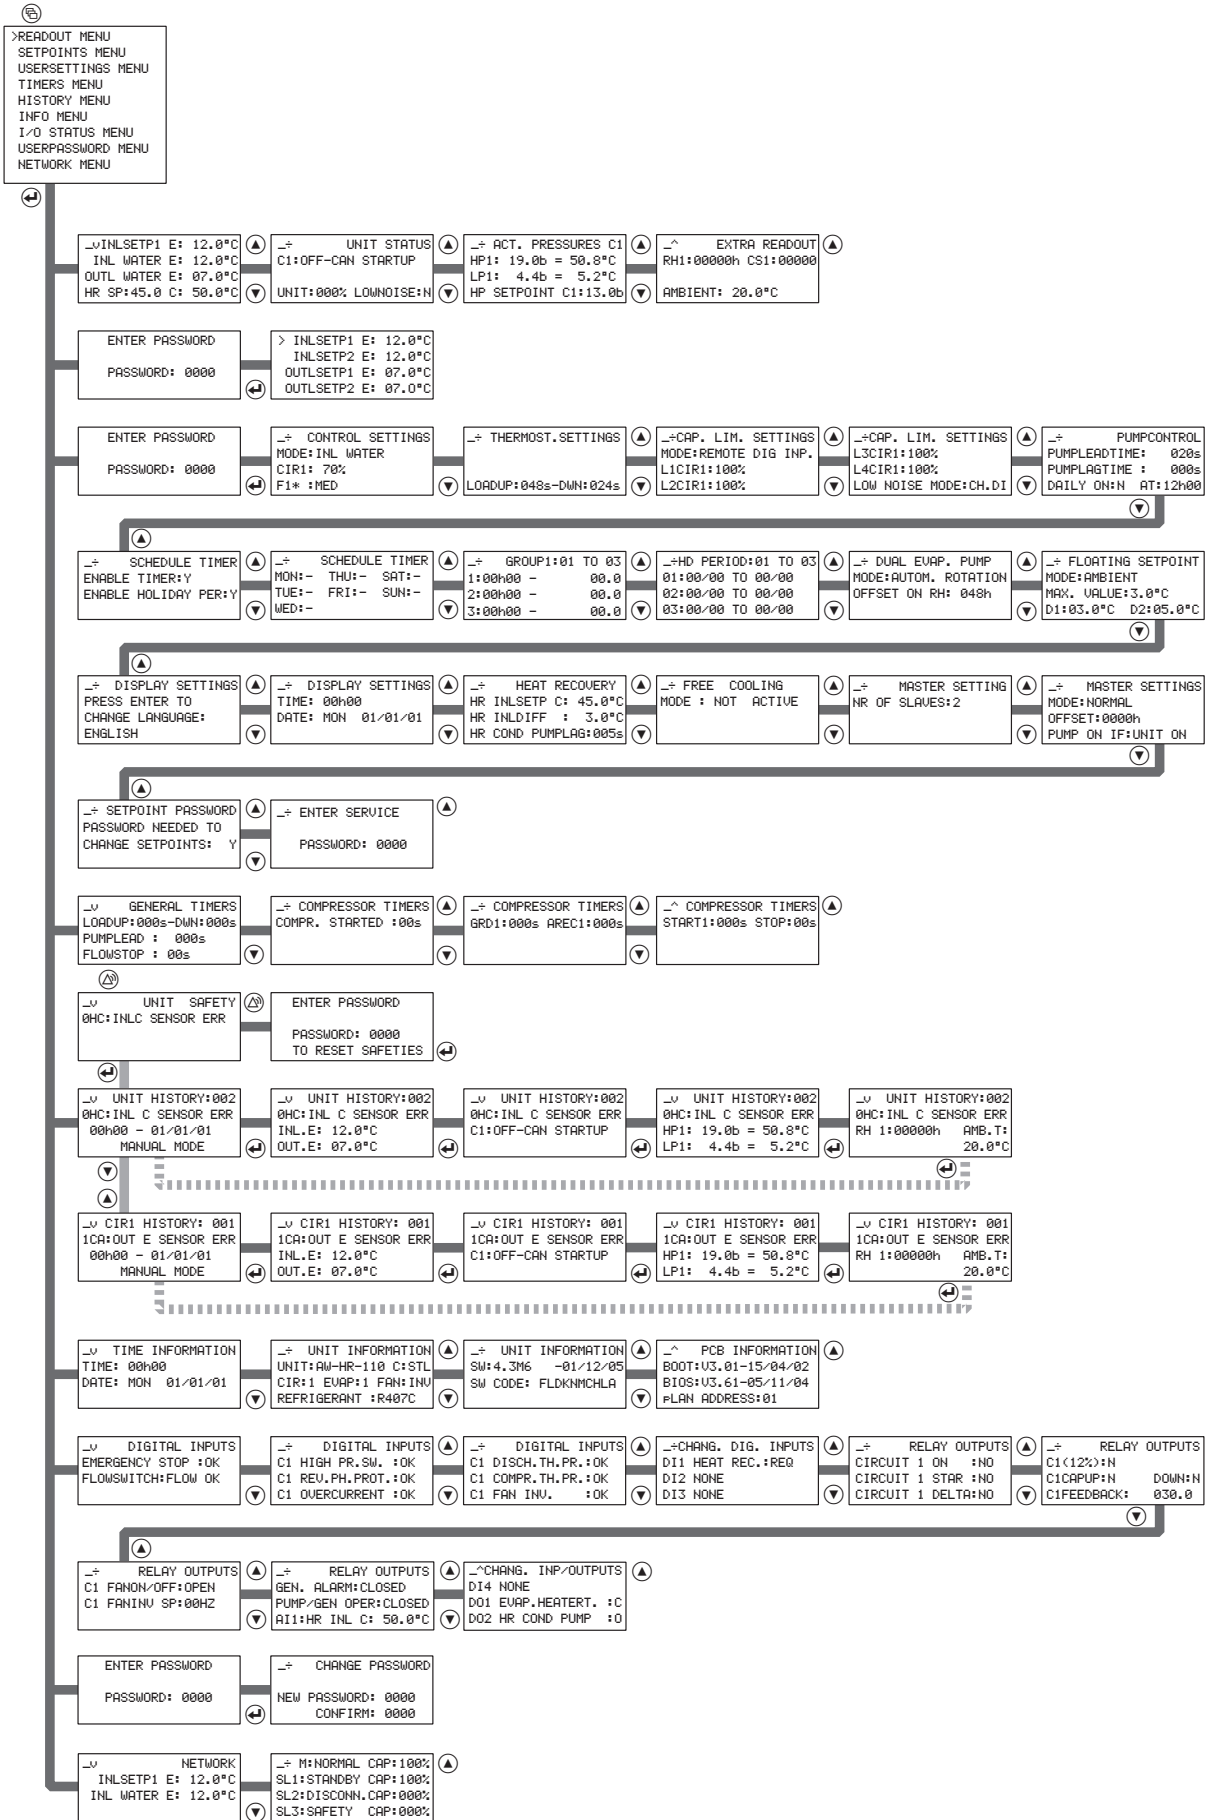 >READOUT MENU
SETPOINTS MENU
USERSETTINGS MENU
TIMERS MENU
HISTORY MENU
INFO MENU
I/O STATUS MENU
USERPASSWORD MENU
NETWORK MENU
_vINLSETP1 E: 12.0°C
INL WATER E: 12.0°C
OUTL WATER E: 07.0°C
HR SP:45.0 C: 50.0°C
_÷ UNIT STATUS
C1:OFF-CAN STARTUP
UNIT:000% LOWNOISE:N
_÷ ACT. PRESSURES C1
HP1: 19.0b = 50.8°C
LP1: 4.4b = 5.2°C
HP SETPOINT C1:13.0b
_^ EXTRA READOUT
RH1:00000h CS1:00000
AMBIENT: 20.0°C
ENTER PASSWORD
PASSWORD: 0000
> INLSETP1 E: 12.0°C
INLSETP2 E: 12.0°C
OUTLSETP1 E: 07.0°C
OUTLSETP2 E: 07.0°C
ENTER PASSWORD
PASSWORD: 0000
_÷ CONTROL SETTINGS
MODE:INL WATER
CIR1: 70%
F1* :MED
_÷ THERMOST.SETTINGS
LOADUP:048s-DWN:024s
_÷CAP. LIM. SETTINGS
MODE:REMOTE DIG INP.
L1CIR1:100%
L2CIR1:100%
_÷CAP. LIM. SETTINGS
L3CIR1:100%
L4CIR1:100%
LOW NOISE MODE:CH.DI
_÷ PUMPCONTROL
PUMPLEADTIME: 020s
PUMPLAGTIME : 000s
DAILY ON:N AT:12h00
_÷ SCHEDULE TIMER
ENABLE TIMER:Y
ENABLE HOLIDAY PER:Y
_÷ SCHEDULE TIMER
MON:- THU:- SAT:-
TUE:- FRI:- SUN:-
WED:-
_÷ GROUP1:01 TO 03
1:00h00 - 00.0
2:00h00 - 00.0
3:00h00 - 00.0
_÷HD PERIOD:01 TO 03
01:00/00 TO 00/00
02:00/00 TO 00/00
03:00/00 TO 00/00
_÷ DUAL EVAP. PUMP
MODE:AUTOM. ROTATION
OFFSET ON RH: 048h
_÷ FLOATING SETPOINT
MODE:AMBIENT
MAX. VALUE:3.0°C
D1:03.0°C D2:05.0°C
_÷ DISPLAY SETTINGS
PRESS ENTER TO
CHANGE LANGUAGE:
ENGLISH
_÷ DISPLAY SETTINGS
TIME: 00h00
DATE: MON 01/01/01
_÷ HEAT RECOVERY
HR INLSETP C: 45.0°C
HR INLDIFF : 3.0°C
HR COND PUMPLAG:005s
_÷ FREE COOLING
MODE : NOT ACTIVE
_÷ MASTER SETTING
NR OF SLAVES:2
_÷ MASTER SETTINGS
MODE:NORMAL
OFFSET:0000h
PUMP ON IF:UNIT ON
_÷ SETPOINT PASSWORD
PASSWORD NEEDED TO
CHANGE SETPOINTS: Y
_÷ ENTER SERVICE
PASSWORD: 0000
_v GENERAL TIMERS
LOADUP:000s-DWN:000s
PUMPLEAD : 000s
FLOWSTOP : 00s
_÷ COMPRESSOR TIMERS
COMPR. STARTED :00s
_÷ COMPRESSOR TIMERS
GRD1:000s AREC1:000s
_^ COMPRESSOR TIMERS
START1:000s STOP:00s
_v UNIT SAFETY
0HC:INLC SENSOR ERR
ENTER PASSWORD
PASSWORD: 0000
TO RESET SAFETIES
_v UNIT HISTORY:002
0HC:INL C SENSOR ERR
00h00 - 01/01/01
MANUAL MODE
_v UNIT HISTORY:002
0HC:INL C SENSOR ERR
INL.E: 12.0°C
OUT.E: 07.0°C
_v UNIT HISTORY:002
0HC:INL C SENSOR ERR
C1:OFF-CAN STARTUP
_v UNIT HISTORY:002
0HC:INL C SENSOR ERR
HP1: 19.0b = 50.8°C
LP1: 4.4b = 5.2°C
_v UNIT HISTORY:002
0HC:INL C SENSOR ERR
RH 1:00000h AMB.T:
20.0°C
_v CIR1 HISTORY: 001
1CA:OUT E SENSOR ERR
00h00 - 01/01/01
MANUAL MODE
_v CIR1 HISTORY: 001
1CA:OUT E SENSOR ERR
INL.E: 12.0°C
OUT.E: 07.0°C
_v CIR1 HISTORY: 001
1CA:OUT E SENSOR ERR
C1:OFF-CAN STARTUP
_v CIR1 HISTORY: 001
1CA:OUT E SENSOR ERR
HP1: 19.0b = 50.8°C
LP1: 4.4b = 5.2°C
_v CIR1 HISTORY: 001
1CA:OUT E SENSOR ERR
RH 1:00000h AMB.T:
20.0°C
_v TIME INFORMATION
TIME: 00h00
DATE: MON 01/01/01
_÷ UNIT INFORMATION
UNIT:AW-HR-110 C:STL
CIR:1 EVAP:1 FAN:INV
REFRIGERANT :R407C
_÷ UNIT INFORMATION
SW:4.3M6 -01/12/05
SW CODE: FLDKNMCHLA
_^ PCB INFORMATION
BOOT:V3.01-15/04/02
BIOS:V3.61-05/11/04
pLAN ADDRESS:01
_v DIGITAL INPUTS
EMERGENCY STOP :OK
FLOWSWITCH:FLOW OK
_÷ DIGITAL INPUTS
C1 HIGH PR.SW. :OK
C1 REV.PH.PROT.:OK
C1 OVERCURRENT :OK
_÷ DIGITAL INPUTS
C1 DISCH.TH.PR.:OK
C1 COMPR.TH.PR.:OK
C1 FAN INV. :OK
_÷CHANG. DIG. INPUTS
DI1 HEAT REC.:REQ
DI2 NONE
DI3 NONE
_÷ RELAY OUTPUTS
CIRCUIT 1 ON :NO
CIRCUIT 1 STAR :NO
CIRCUIT 1 DELTA:NO
_÷ RELAY OUTPUTS
C1(12%):N
C1CAPUP:N DOWN:N
C1FEEDBACK: 030.0
_÷ RELAY OUTPUTS
C1 FANON/OFF:OPEN
C1 FANINV SP:00HZ
_÷ RELAY OUTPUTS
GEN. ALARM:CLOSED
PUMP/GEN OPER:CLOSED
AI1:HR INL C: 50.0°C
_^CHANG. INP/OUTPUTS
DI4 NONE
DO1 EVAP.HEATERT. :C
DO2 HR COND PUMP :O
ENTER PASSWORD
PASSWORD: 0000
_÷ CHANGE PASSWORD
NEW PASSWORD: 0000
CONFIRM: 0000
_v NETWORK
INLSETP1 E: 12.0°C
INL WATER E: 12.0°C
_÷ M:NORMAL CAP:100%
SL1:STANDBY CAP:100%
SL2:DISCONN.CAP:000%
SL3:SAFETY CAP:000%